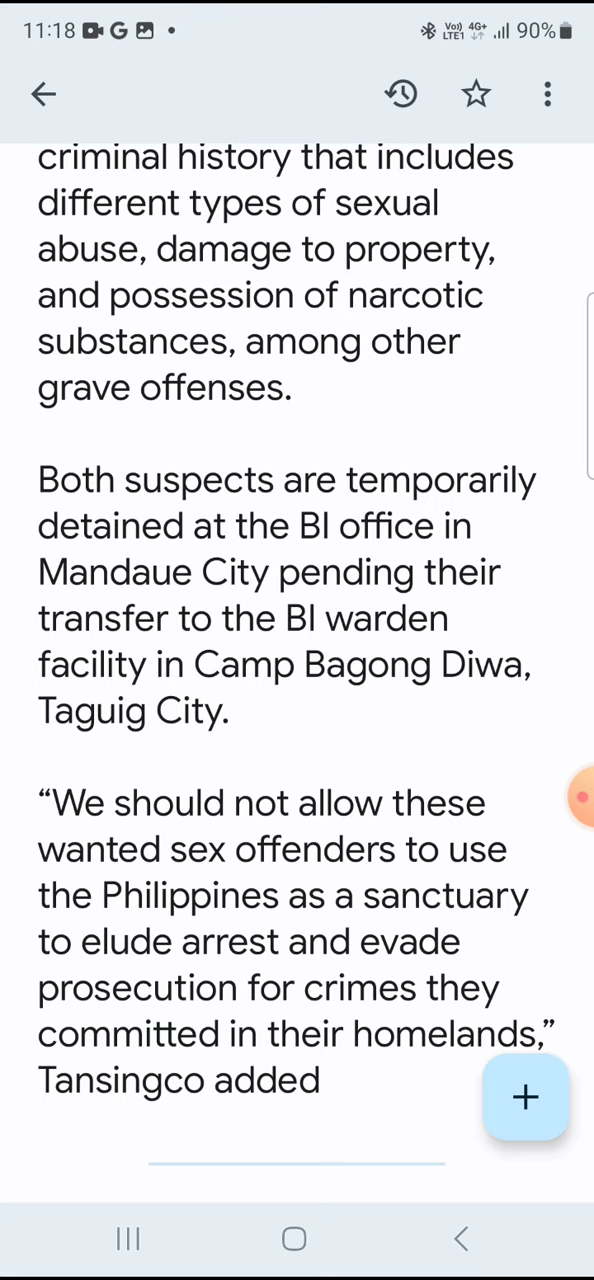 11:18 G
Vo)) 4G+ 90%
LTE1
criminal history that includes
different types of sexual
abuse, damage to property,
and possession of narcotic
substances, among other
grave offenses.
Both suspects are temporarily
detained at the BI office in
Mandaue City pending their
transfer to the BI warden
facility in Camp Bagong Diwa,
Taguig City.
“We should not allow these
wanted sex offenders to use
the Philippines as a sanctuary
to elude arrest and evade
prosecution for crimes they
committed in their homelands,”
Tansingco added